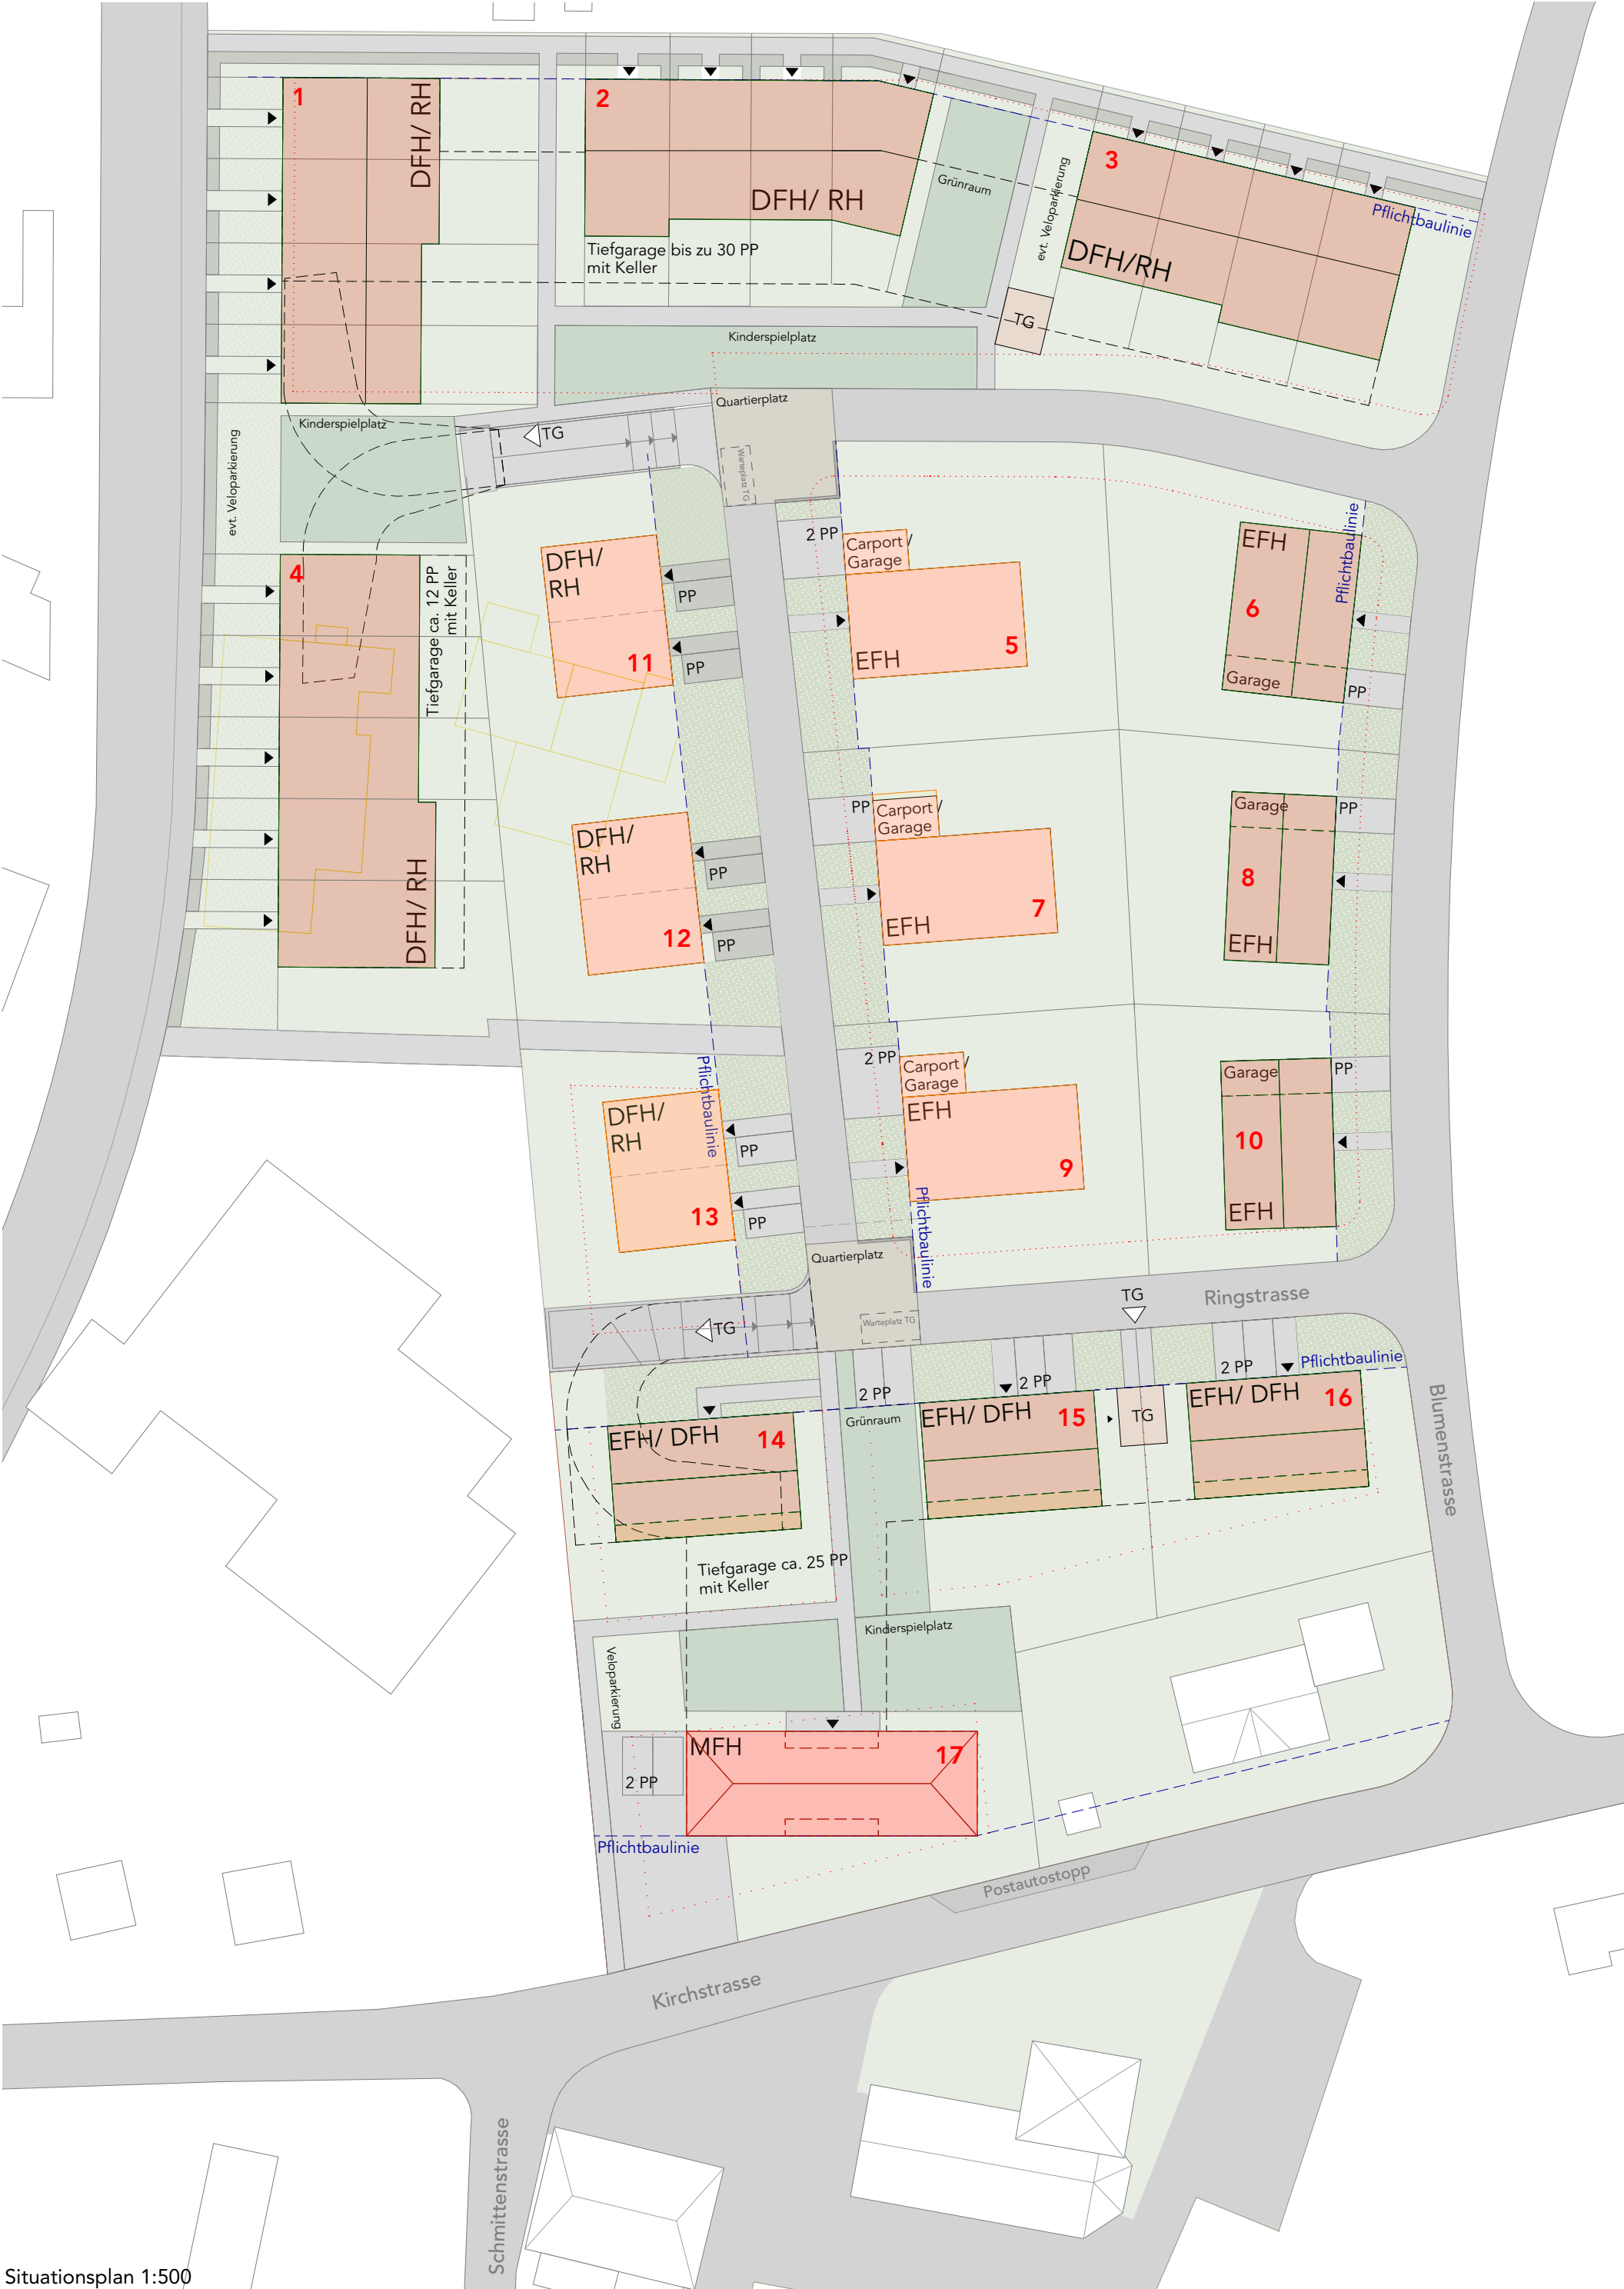 1
DFH/ RH
2
DFH/ RH
Tiefgarage bis zu 30 PP
mit Keller
Grünraum
evt. Veloparkierung
3
DFH/RH
Pflichtbaulinie
TG
Kinderspielplatz
Quartierplatz
Warteplatz TG
Kinderspielplatz
TG
evt. Veloparkierung
4
Tiefgarage ca. 12 PP
mit Keller
DFH/ RH
DFH/
RH
11
PP
PP
2 PP
Carport/
Garage
5
EFH
EFH
6
Garage
Pflichtbaulinie
PP
DFH/
RH
12
PP
PP
PP
Carport/
Garage
7
EFH
Garage
PP
8
EFH
2 PP
Carport/
Garage
EFH
9
Garage
PP
10
EFH
DFH/
RH
13
Pflichtbaulinie
PP
PP
Pflichtbaulinie
Quartierplatz
Warteplatz TG
TG
TG
Ringstrasse
2 PP
2 PP
2 PP
Pflichtbaulinie
EFH/ DFH
14
Grünraum
EFH/ DFH
15
TG
EFH/ DFH
16
Blumenstrasse
Tiefgarage ca. 25 PP
mit Keller
Kinderspielplatz
Veloparkierung
MFH
17
2 PP
Pflichtbaulinie
Postautostopp
Kirchstrasse
Schmittenstrasse
Situationsplan 1:500